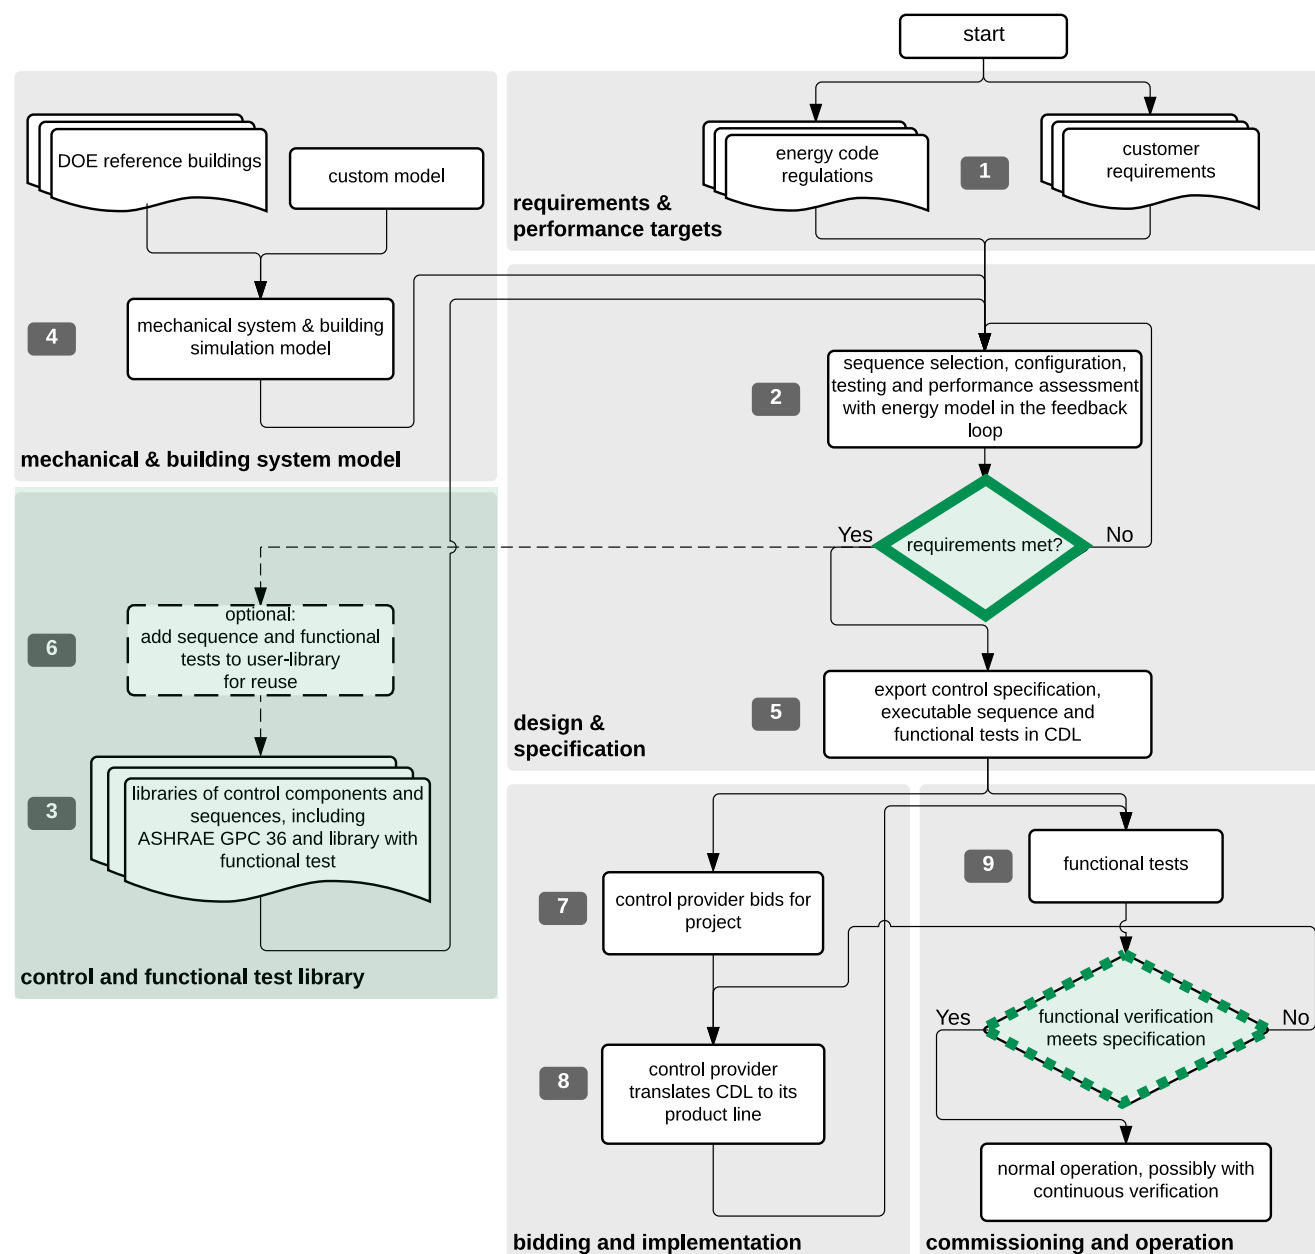 start
DOE reference buildings
custom model
energy code
regulations
1
customer
requirements
requirements &
performance targets
4
mechanical system & building
simulation model
mechanical & building system model
2
sequence selection, configuration,
testing and performance assessment
with energy model in the feedback
loop
Yes
requirements met?
No
6
optional:
add sequence and functional
tests to user-library
for reuse
5
export control specification,
executable sequence and
functional tests in CDL
design &
specification
3
libraries of control components and
sequences, including
ASHRAE GPC 36 and library with
functional test
control and functional test library
7
control provider bids for
project
9
functional tests
Yes
functional verification
meets specification
No
8
control provider
translates CDL to its
product line
normal operation, possibly with
continuous verification
bidding and implementation
commissioning and operation